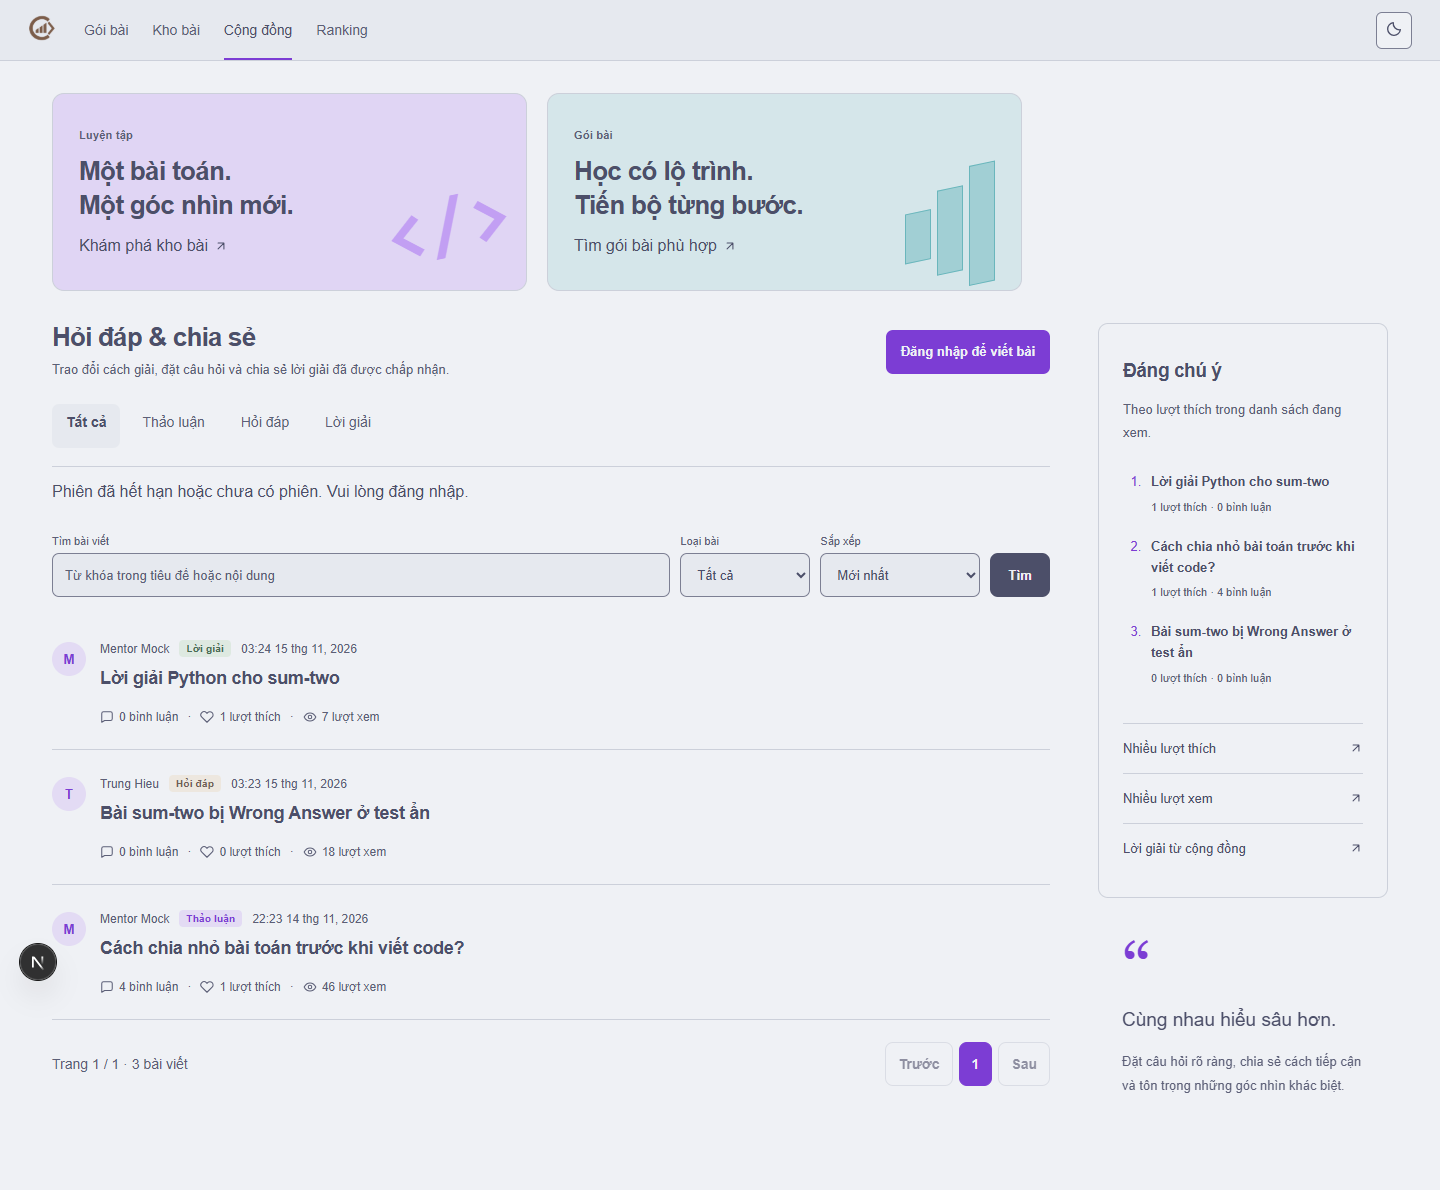 Gói bài
Kho bài
Cộng đồng
Ranking
Luyện tập
Một bài toán.
Một góc nhìn mới.
Khám phá kho bài
</>
Gói bài
Học có lộ trình.
Tiến bộ từng bước.
Tìm gói bài phù hợp
Hỏi đáp & chia sẻ
Trao đổi cách giải, đặt câu hỏi và chia sẻ lời giải đã được chấp nhận.
Đăng nhập để viết bài
Tất cả
Thảo luận
Hỏi đáp
Lời giải
Phiên đã hết hạn hoặc chưa có phiên. Vui lòng đăng nhập.
Tìm bài viết
Loại bài
Sắp xếp
Từ khóa trong tiêu đề hoặc nội dung
Tất cả
Mới nhất
Tìm
M
Mentor Mock
Lời giải
03:24 15 thg 11, 2026
Lời giải Python cho sum-two
0 bình luận · 1 lượt thích · 7 lượt xem
T
Trung Hieu
Hỏi đáp
03:23 15 thg 11, 2026
Bài sum-two bị Wrong Answer ở test ẩn
0 bình luận · 0 lượt thích · 18 lượt xem
M
Mentor Mock
Thảo luận
22:23 14 thg 11, 2026
Cách chia nhỏ bài toán trước khi viết code?
4 bình luận · 1 lượt thích · 46 lượt xem
N
Trang 1 / 1 · 3 bài viết
Trước
1
Sau
Đáng chú ý
Theo lượt thích trong danh sách đang
xem.
1. Lời giải Python cho sum-two
1 lượt thích · 0 bình luận
2. Cách chia nhỏ bài toán trước khi
viết code?
1 lượt thích · 4 bình luận
3. Bài sum-two bị Wrong Answer ở
test ẩn
0 lượt thích · 0 bình luận
Nhiều lượt thích
Nhiều lượt xem
Lời giải từ cộng đồng
“
Cùng nhau hiểu sâu hơn.
Đặt câu hỏi rõ ràng, chia sẻ cách tiếp cận
và tôn trọng những góc nhìn khác biệt.